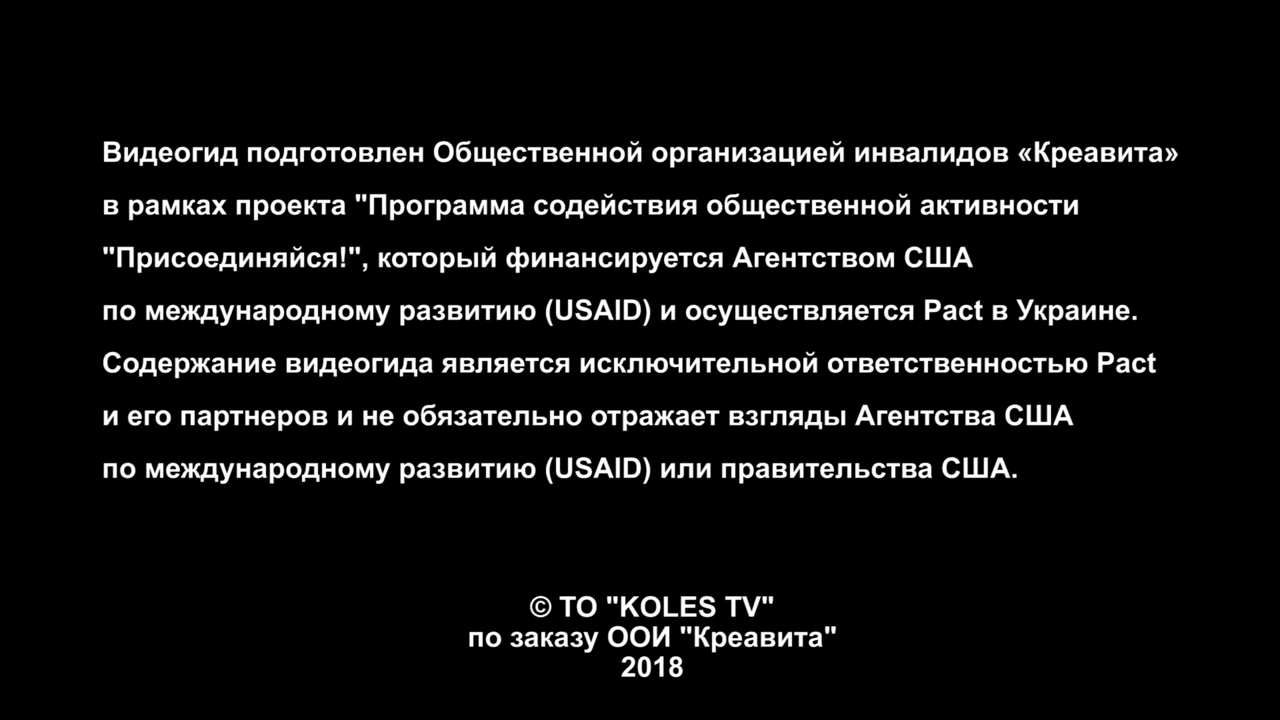 Видеогид подготовлен Общественной организацией инвалидов «Креавита»
в рамках проекта "Программа содействия общественной активности
"Присоединяйся!", который финансируется Агентством США
по международному развитию (USAID) и осуществляется Pact в Украине.
Содержание видеогида является исключительной ответственностью Pact
и его партнеров и не обязательно отражает взгляды Агентства США
по международному развитию (USAID) или правительства США.
© ТО "KOLES TV"
по заказу ООИ "Креавита"
2018